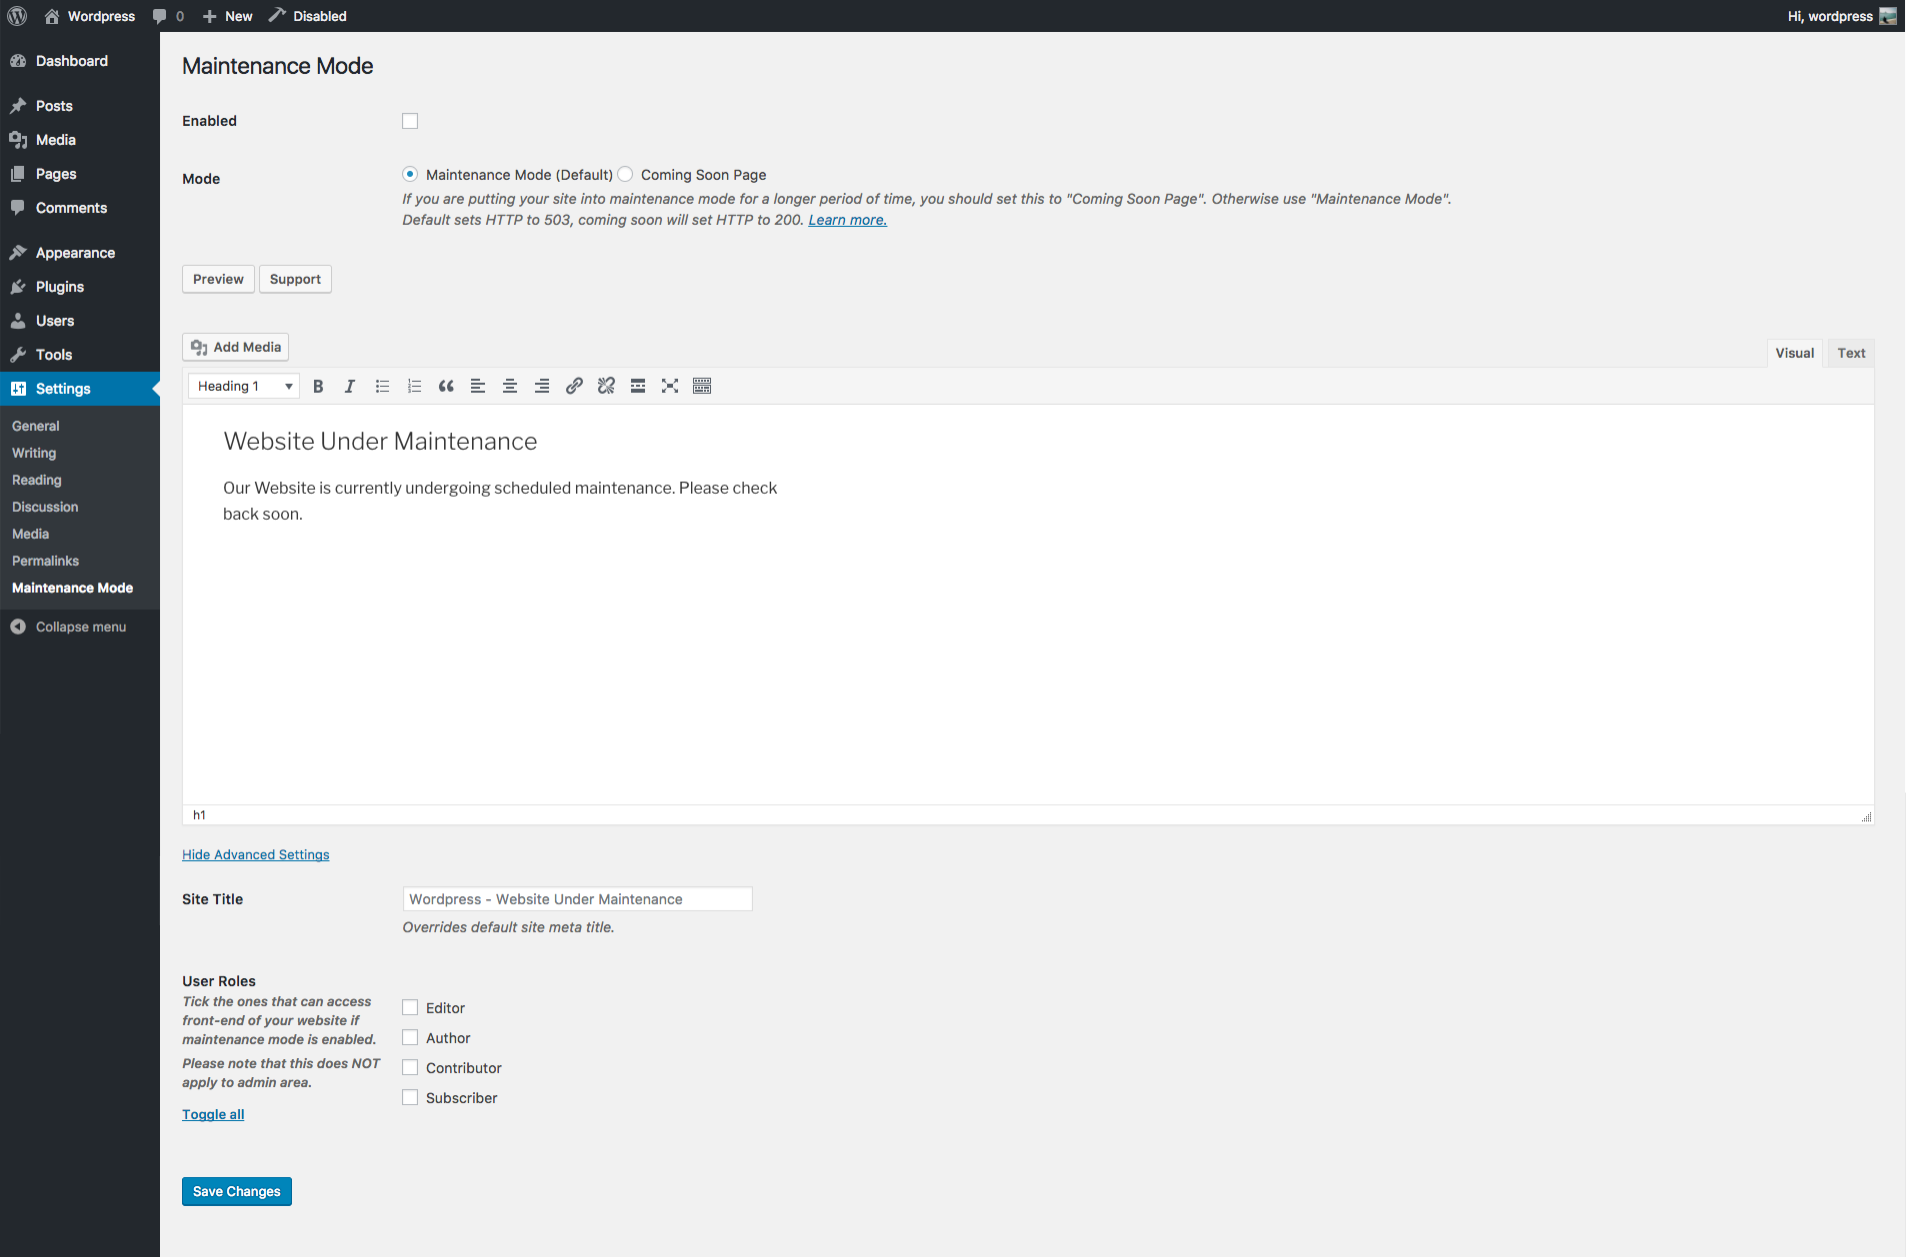 Wordpress 0 New Disabled Hi, wordpress
Dashboard
Posts
Media
Pages
Comments
Appearance
Plugins
Users
Tools
Settings
General
Writing
Reading
Discussion
Media
Permalinks
Maintenance Mode
Collapse menu
Maintenance Mode
Enabled
Mode
Maintenance Mode (Default) Coming Soon Page
If you are putting your site into maintenance mode for a longer period of time, you should set this to "Coming Soon Page". Otherwise use "Maintenance Mode".
Default sets HTTP to 503, coming soon will set HTTP to 200. Learn more.
Preview Support
Add Media
Visual Text
Heading 1
Website Under Maintenance
Our Website is currently undergoing scheduled maintenance. Please check
back soon.
h1
Hide Advanced Settings
Site Title
Wordpress - Website Under Maintenance
Overrides default site meta title.
User Roles
Tick the ones that can access
front-end of your website if
maintenance mode is enabled.
Please note that this does NOT
apply to admin area.
Toggle all
Editor
Author
Contributor
Subscriber
Save Changes